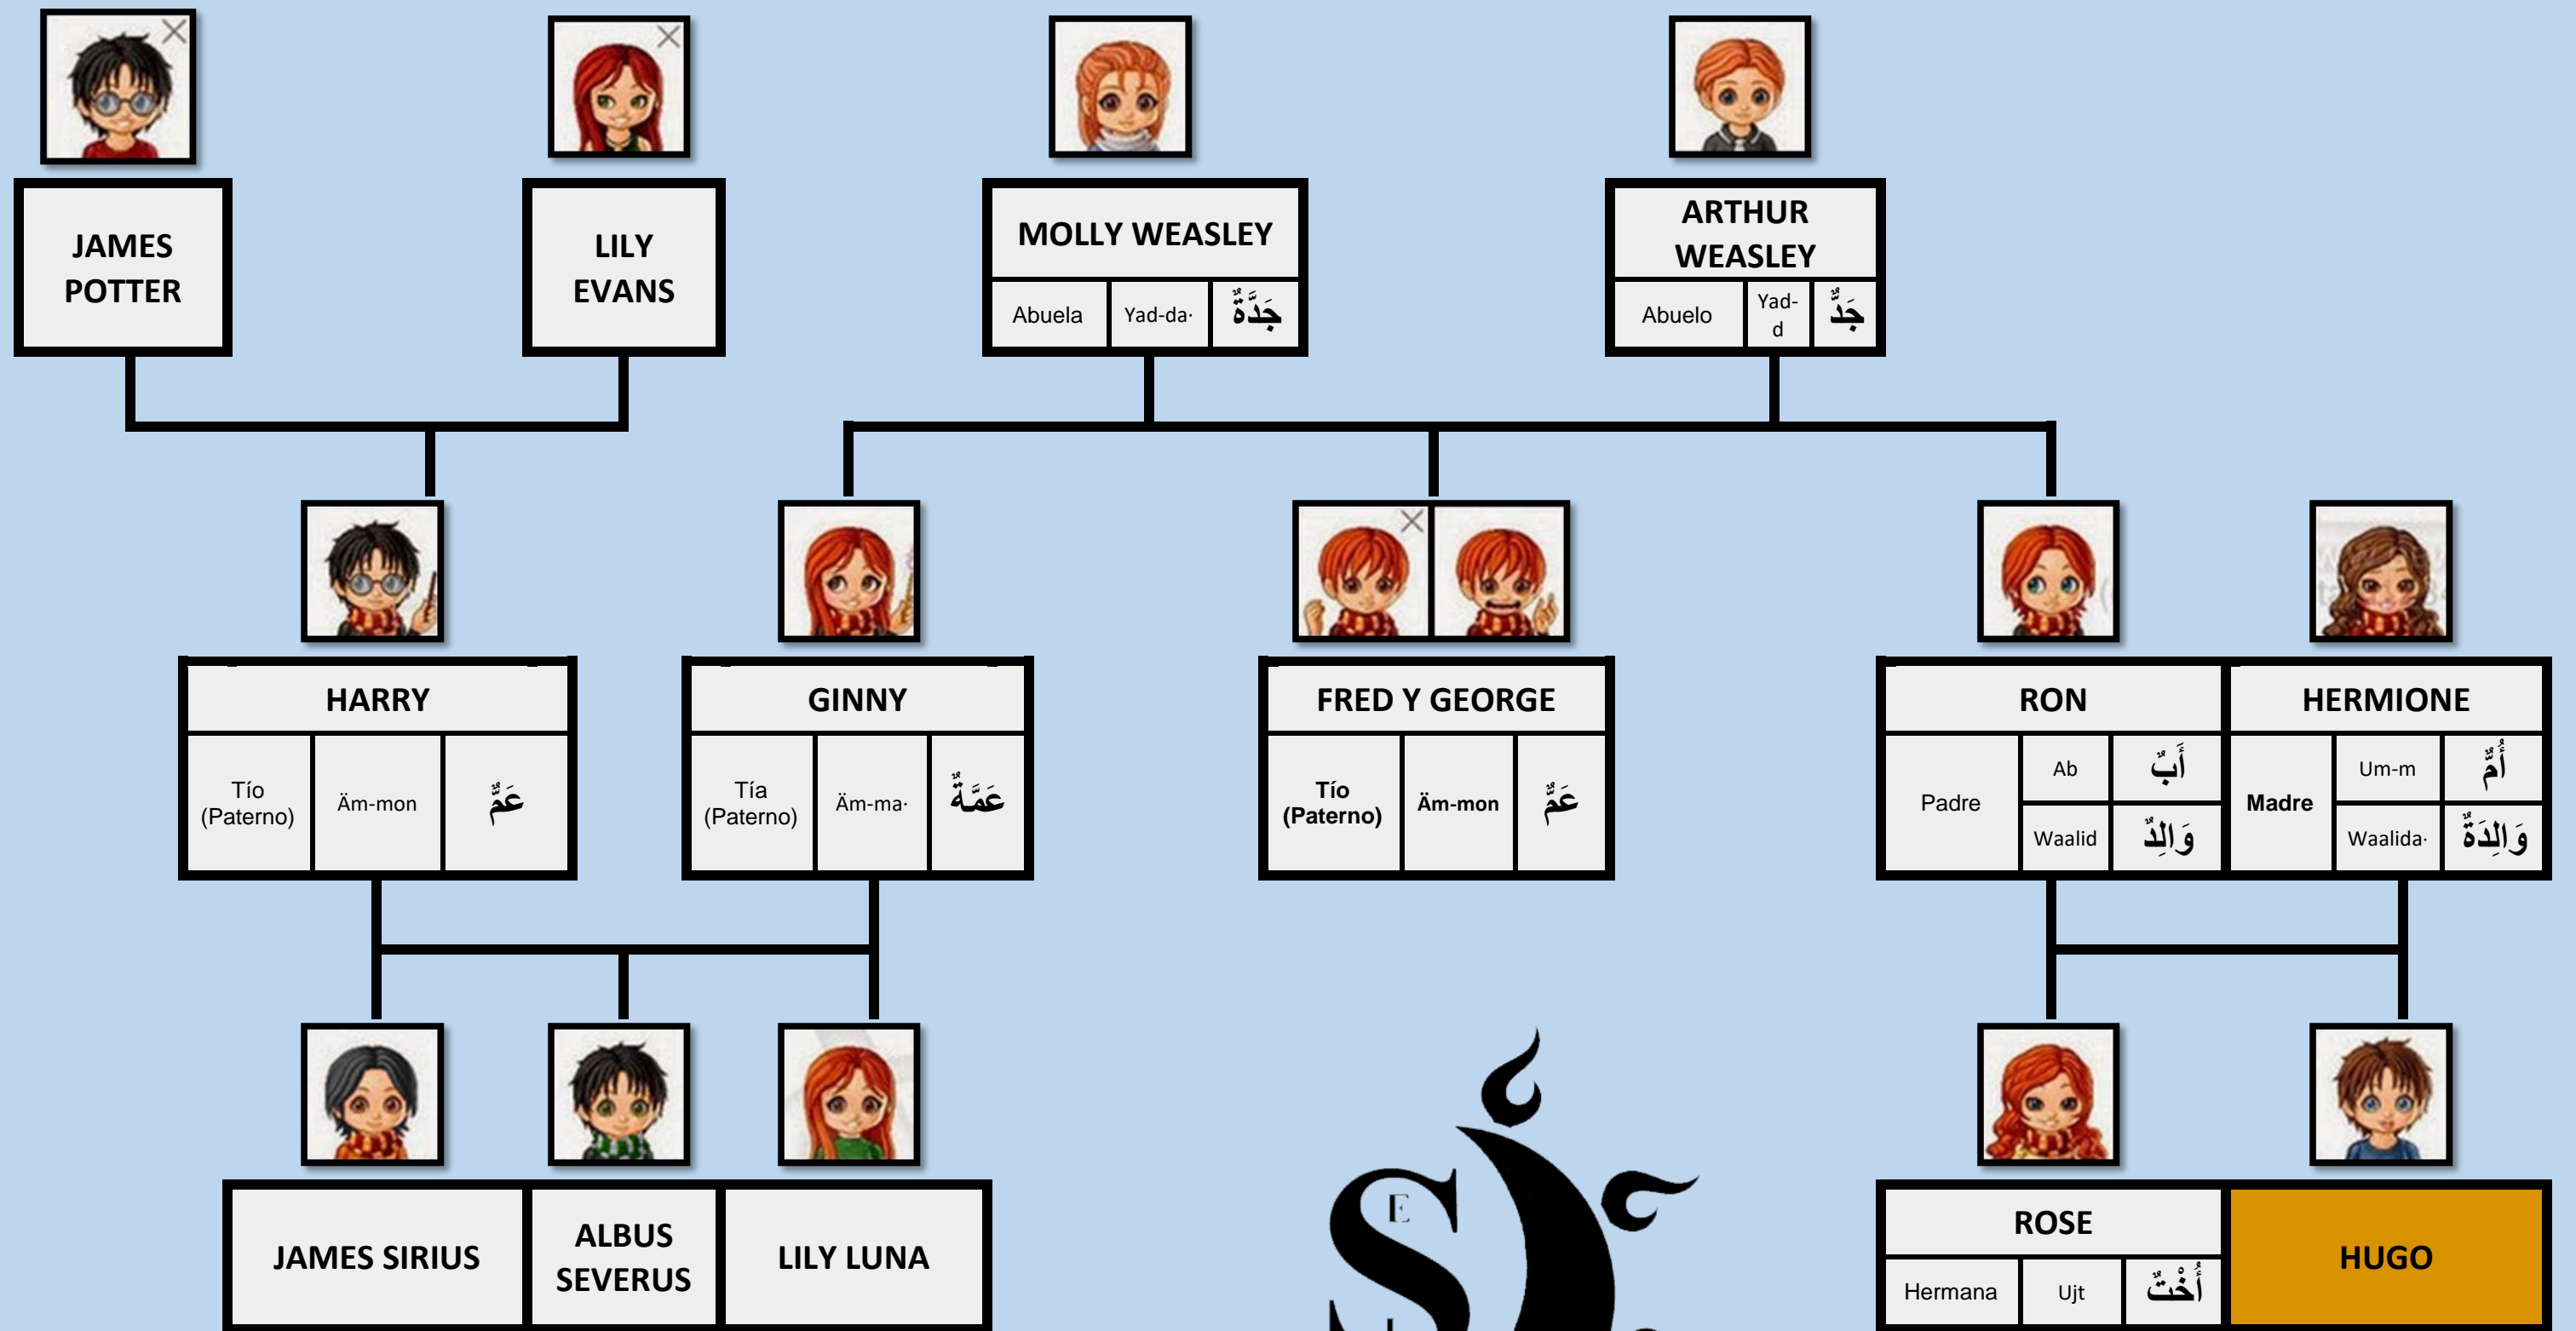 JAMES
POTTER
LILY
EVANS
MOLLY WEASLEY
Abuela Yad-da· جَدَّةٌ
ARTHUR
WEASLEY
Abuelo Yad-
d جَدٌّ
HARRY
Tío
(Paterno) Äm-mon عَمٌّ
GINNY
Tía
(Paterno) Äm-ma· عَمَّةٌ
FRED Y GEORGE
Tío
(Paterno) Äm-mon عَمٌّ
RON
Padre
Ab أَبٌ
Waalid وَالِدٌ
HERMIONE
Madre
Um-m أُمٌّ
Waalida· وَالِدَةٌ
JAMES SIRIUS
ALBUS
SEVERUS
LILY LUNA
S
E
ROSE
Hermana Ujt أُخْتٌ
HUGO